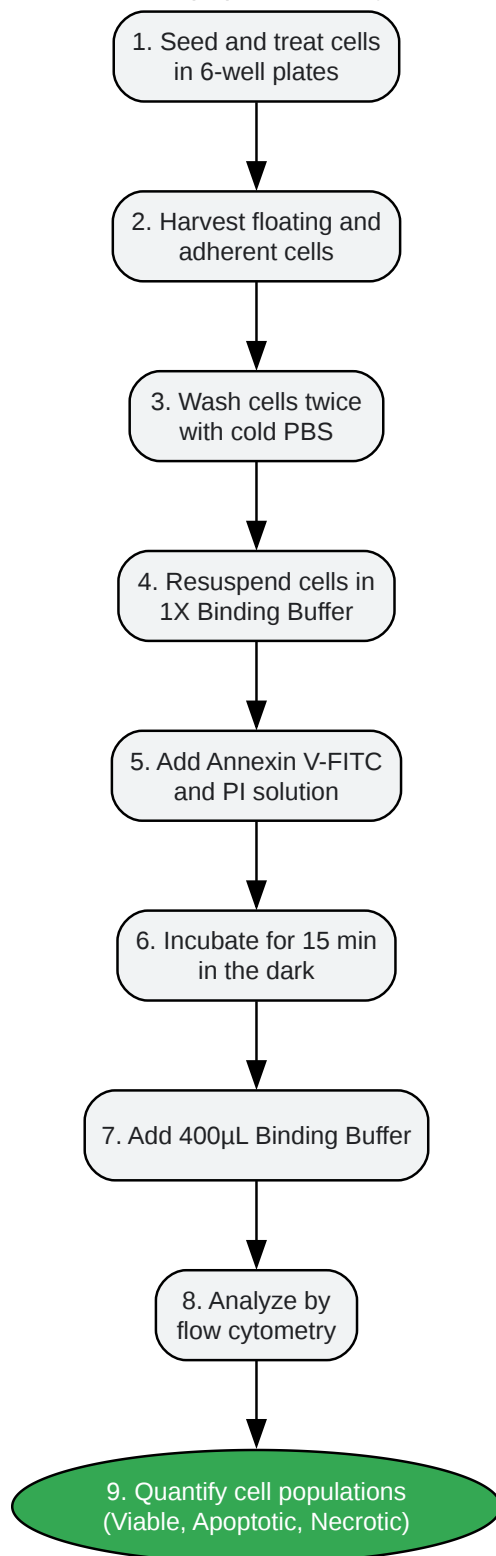 1. Seed and treat cells
in 6-well plates
2. Harvest floating and
adherent cells
3. Wash cells twice
with cold PBS
4. Resuspend cells in
1X Binding Buffer
5. Add Annexin V-FITC
and PI solution
6. Incubate for 15 min
in the dark
7. Add 400µL Binding Buffer
8. Analyze by
flow cytometry
9. Quantify cell populations
(Viable, Apoptotic, Necrotic)